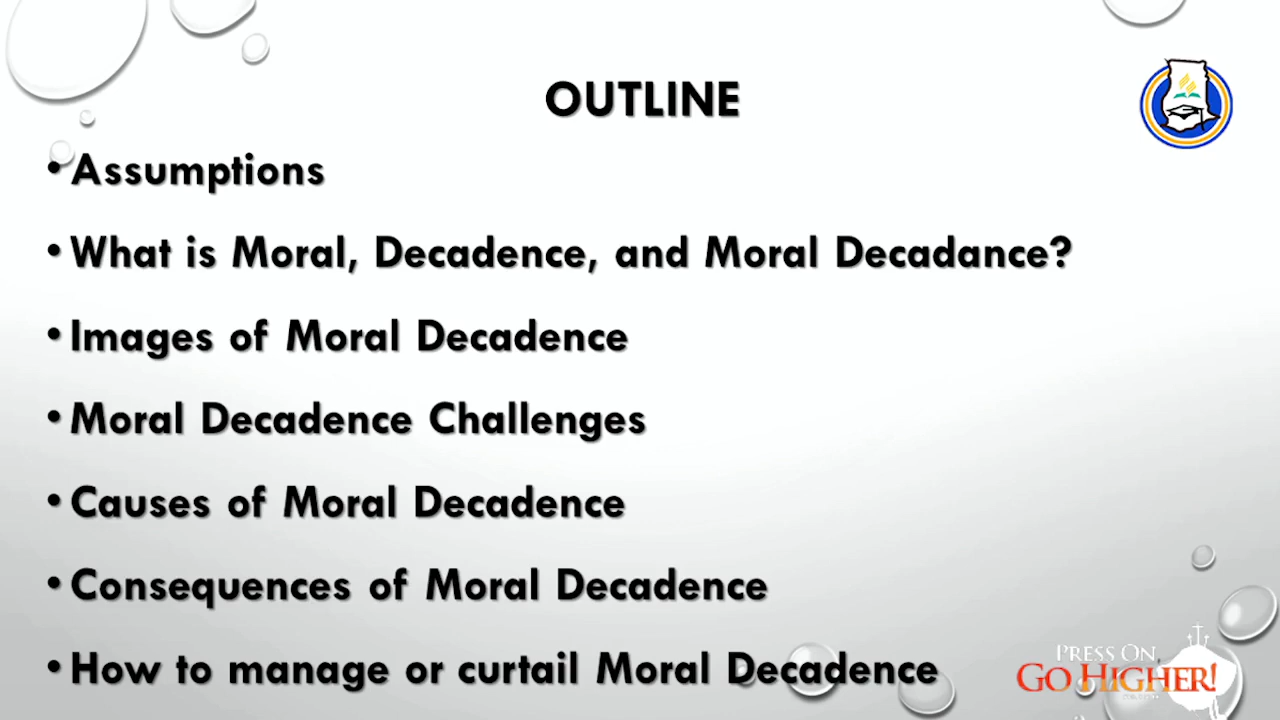 OUTLINE
• Assumptions
• What is Moral, Decadence, and Moral Decadance?
• Images of Moral Decadence
• Moral Decadence Challenges
• Causes of Moral Decadence
• Consequences of Moral Decadence
• How to manage or curtail Moral Decadence
PRESS ON,
GO HIGHER!